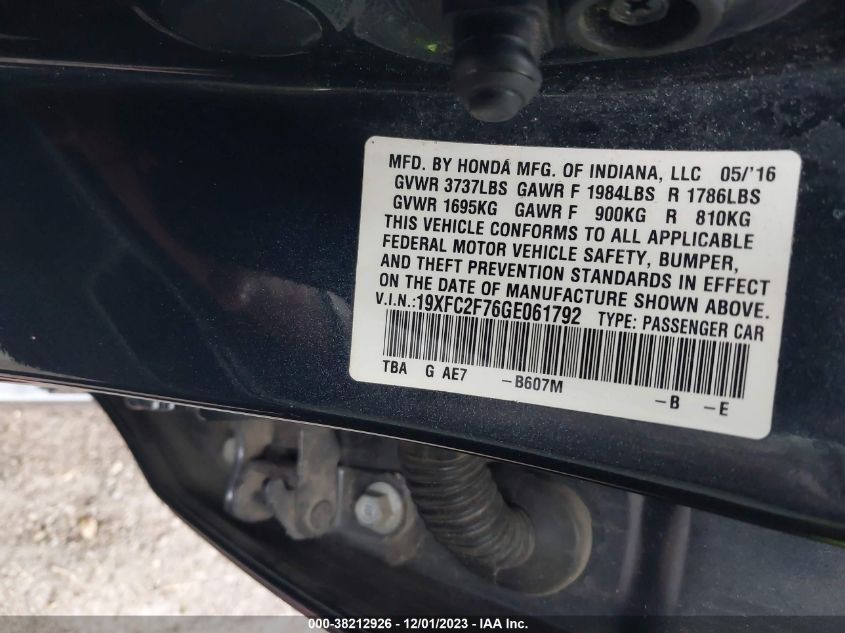 MFD. BY HONDA MFG. OF INDIANA, LLC 05/'16
GVWR 3737LBS GAWR F 1984LBS R 1786LBS
GVWR 1695KG GAWR F 900KG R 810KG
THIS VEHICLE CONFORMS TO ALL APPLICABLE
FEDERAL MOTOR VEHICLE SAFETY, BUMPER,
AND THEFT PREVENTION STANDARDS IN EFFECT
ON THE DATE OF MANUFACTURE SHOWN ABOVE.
V.I.N.:19XFC2F76GE061792 TYPE: PASSENGER CAR
TBA G AE7 –B607M
–B –E
000-38212926 - 12/01/2023 - IAA Inc.